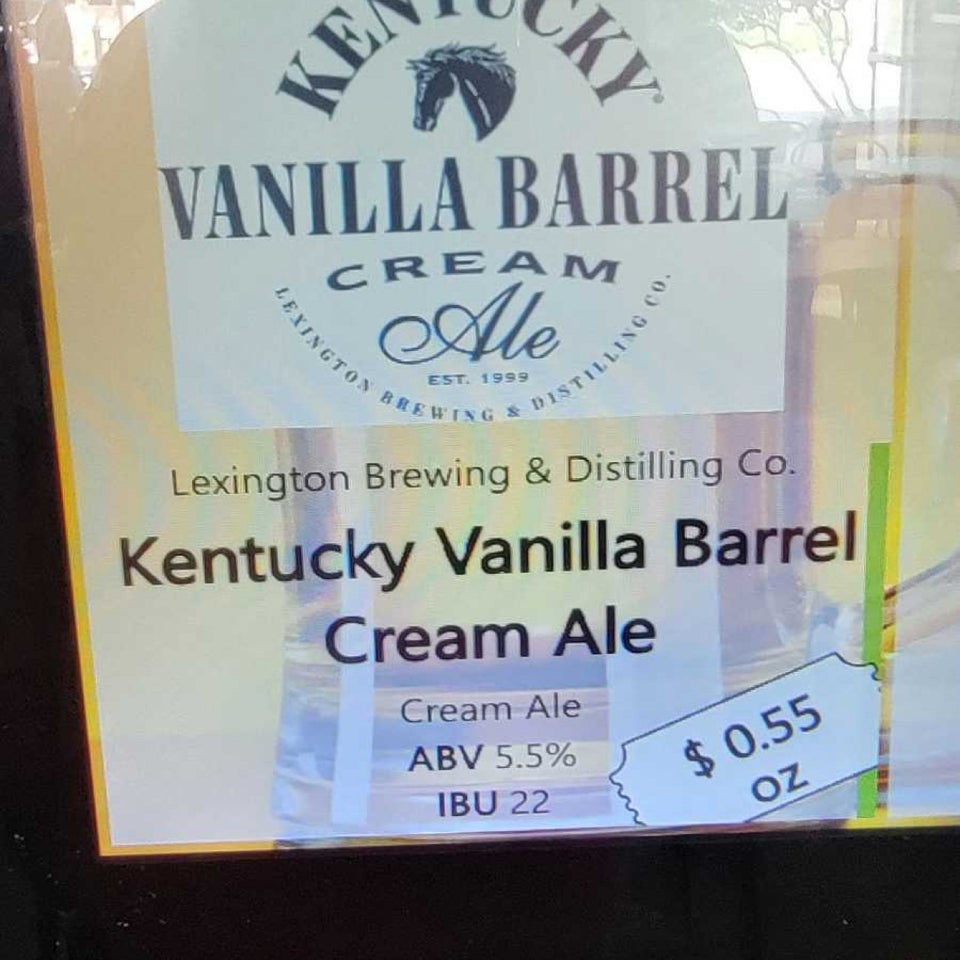 KENTUCKY
VANILLA BARREL
CREAM
Ale
EST. 1999
LEXINGTON BREWING & DISTILLING CO.
Lexington Brewing & Distilling Co.
Kentucky Vanilla Barrel
Cream Ale
Cream Ale
ABV 5.5%
IBU 22
$ 0.55
OZ